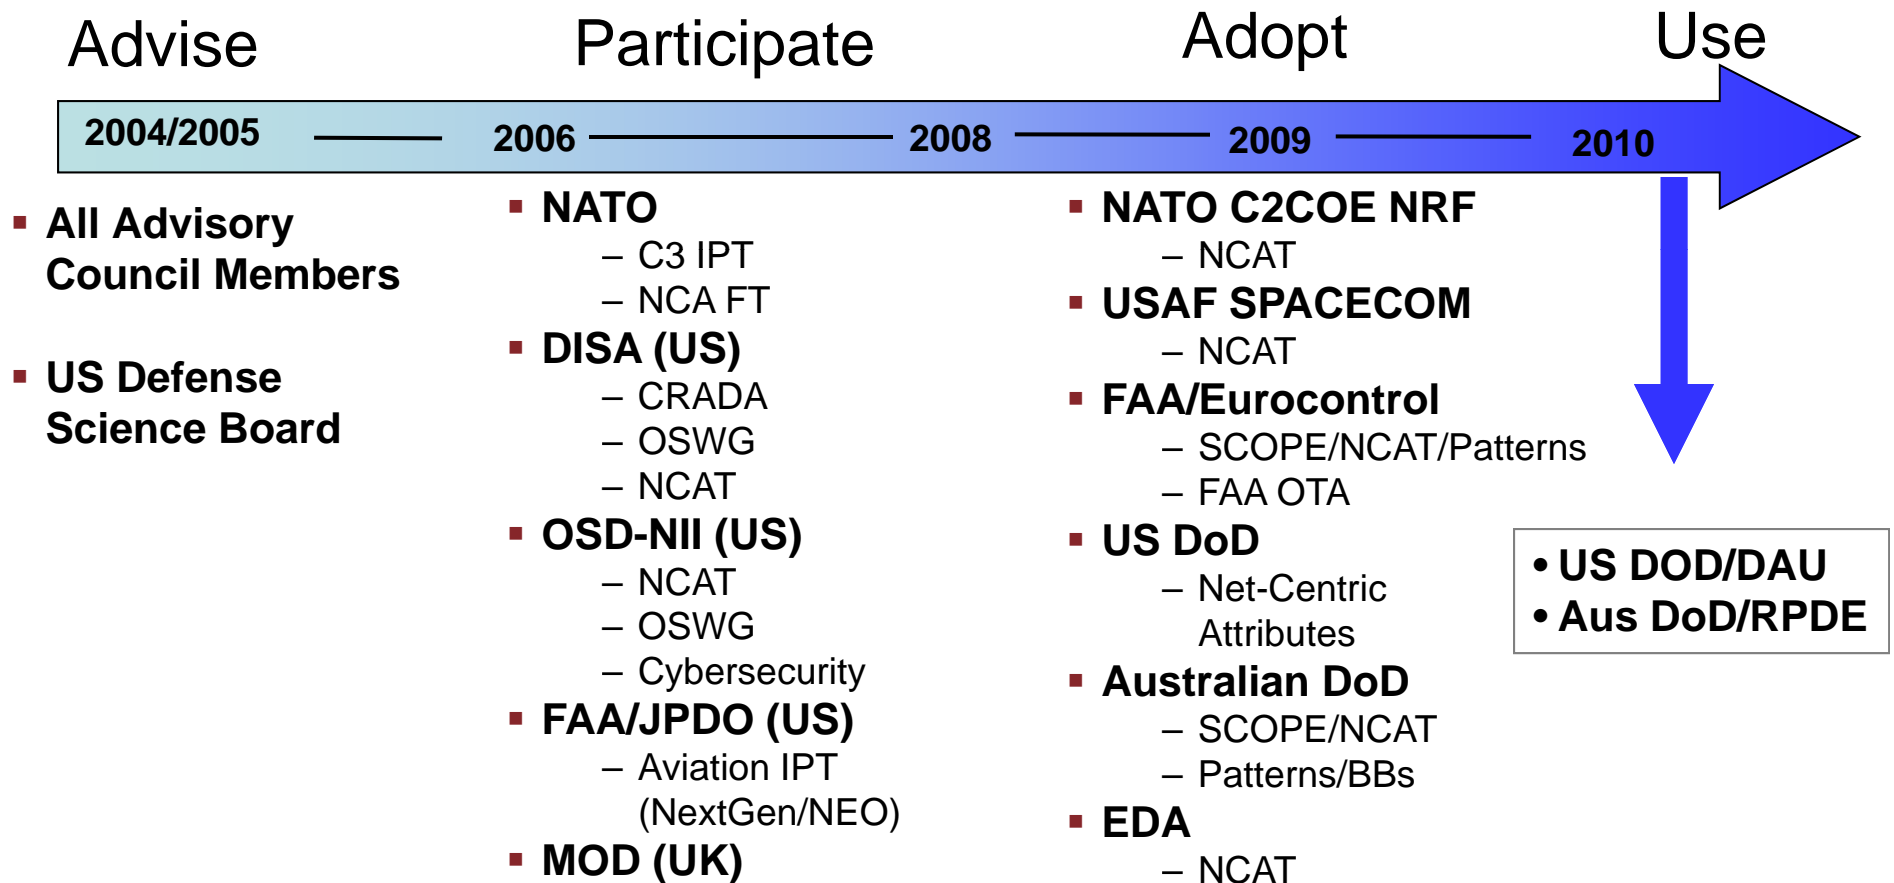 Advise
Participate
Adopt
Use
2004/2005
2006
2008
2009
2010
▪ All Advisory
Council Members
▪ US Defense
Science Board
▪ NATO
– C3 IPT
– NCA FT
▪ DISA (US)
– CRADA
– OSWG
– NCAT
▪ OSD-NII (US)
– NCAT
– OSWG
– Cybersecurity
▪ FAA/JPDO (US)
– Aviation IPT
(NextGen/NEO)
▪ MOD (UK)
▪ NATO C2COE NRF
– NCAT
▪ USAF SPACECOM
– NCAT
▪ FAA/Eurocontrol
– SCOPE/NCAT/Patterns
– FAA OTA
▪ US DoD
– Net-Centric
Attributes
▪ Australian DoD
– SCOPE/NCAT
– Patterns/BBs
▪ EDA
– NCAT
• US DOD/DAU
• Aus DoD/RPDE